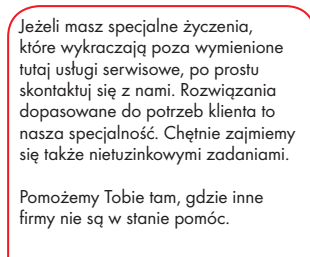 Jeżeli masz specjalne życzenia,
które wykraczają poza wymienione
tutaj usługi serwisowe, po prostu
skontaktuj się z nami. Rozwiązania
dopasowane do potrzeb klienta to
nasza specjalność. Chętnie zajmiemy
się także nietuzinkowymi zadaniami.

Pomożemy Tobie tam, gdzie inne
firmy nie są w stanie pomóc.